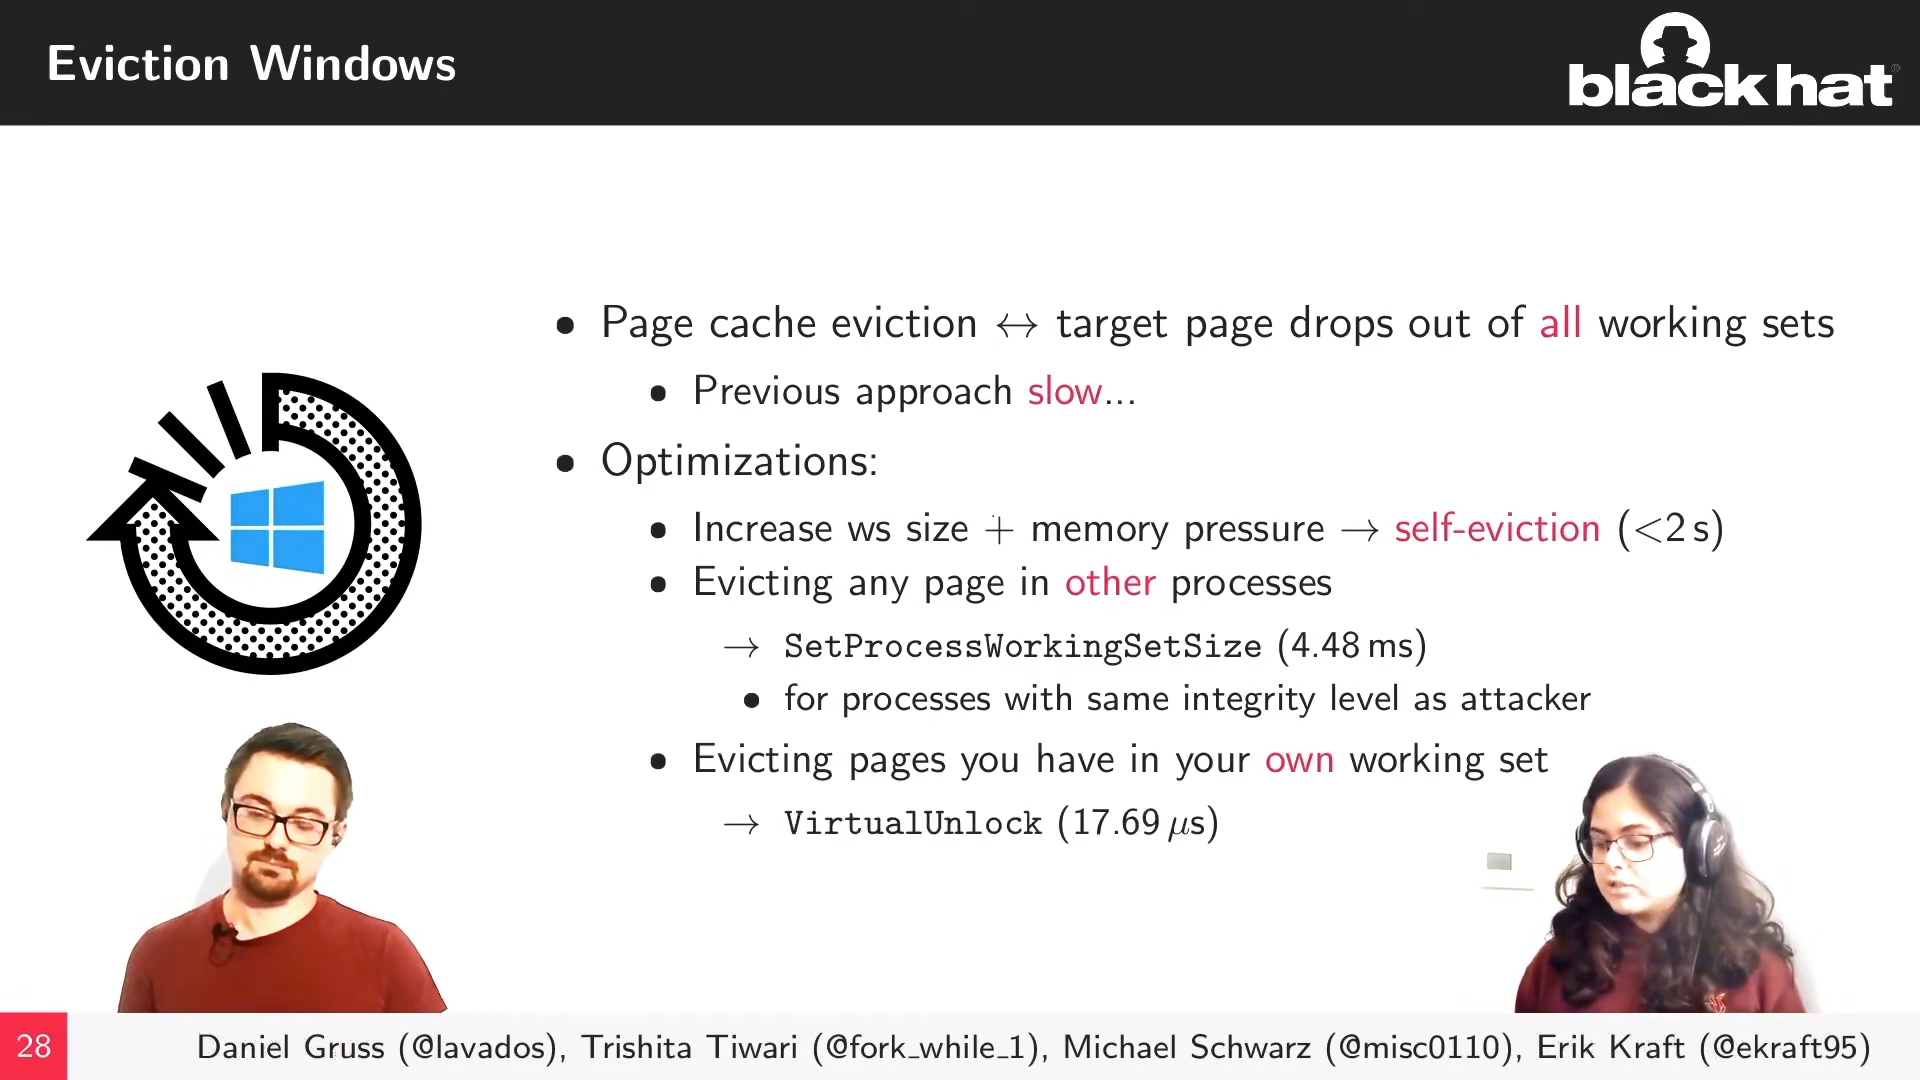 Eviction Windows
black hat®
• Page cache eviction ↔ target page drops out of all working sets
• Previous approach slow...
• Optimizations:
• Increase ws size + memory pressure → self-eviction (<2 s)
• Evicting any page in other processes
→ SetProcessWorkingSetSize (4.48 ms)
• for processes with same integrity level as attacker
• Evicting pages you have in your own working set
→ VirtualUnlock (17.69 μs)
28
Daniel Gruss (@lavados), Trishita Tiwari (@fork_while_1), Michael Schwarz (@misc0110), Erik Kraft (@ekraft95)